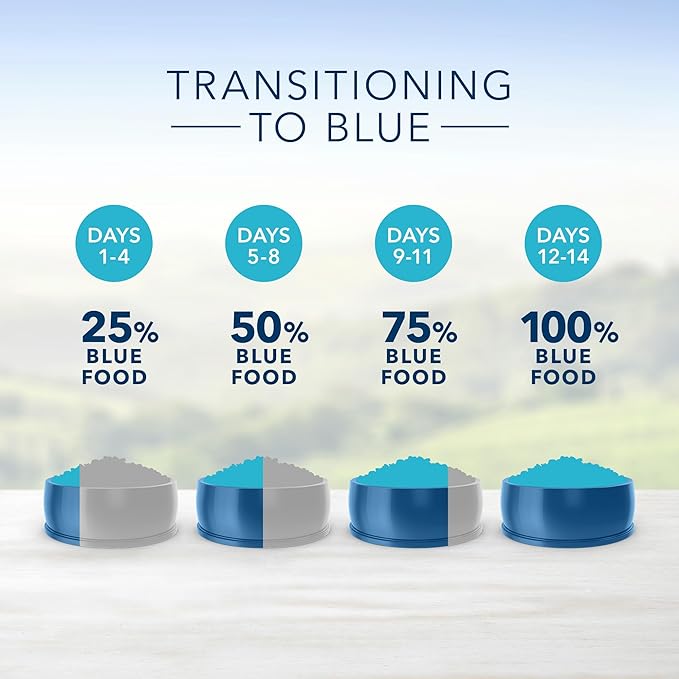 TRANSITIONING
TO BLUE
DAYS
1-4
25%
BLUE
FOOD
DAYS
5-8
50%
BLUE
FOOD
DAYS
9-11
75%
BLUE
FOOD
DAYS
12-14
100%
BLUE
FOOD